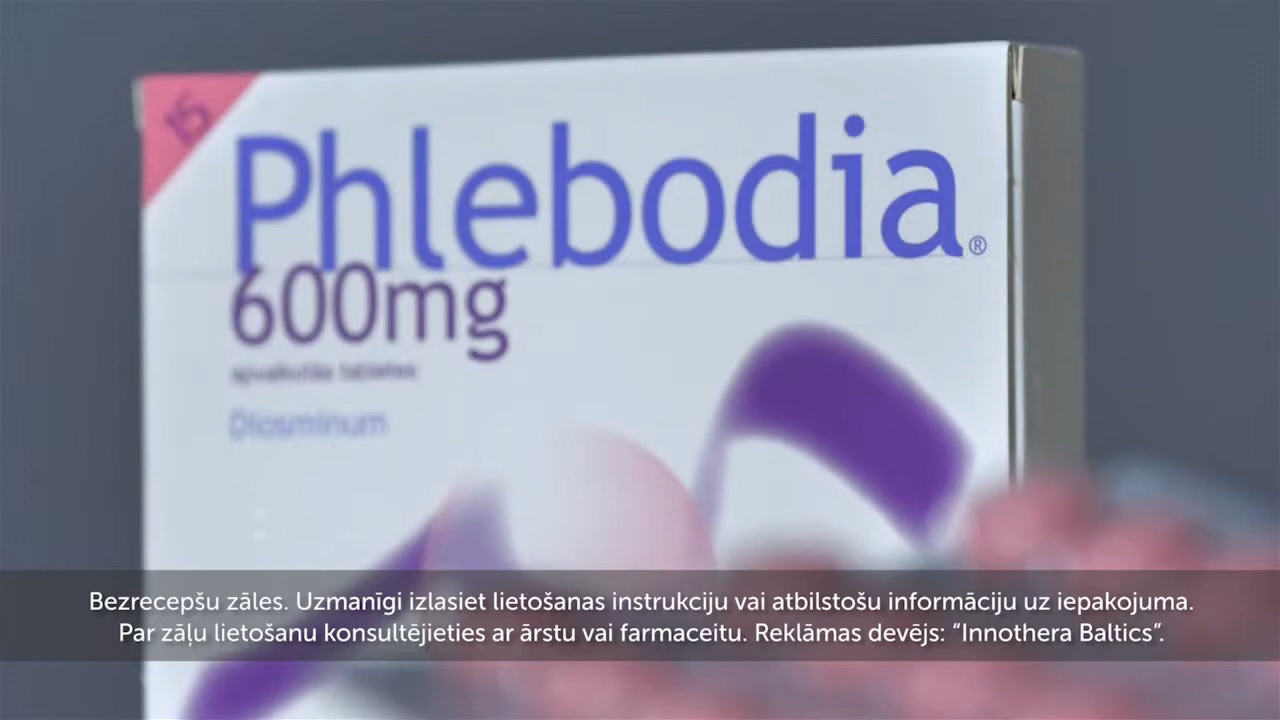 15
Phlebodia®
600mg
apvalkotās tabletes
Diosminum
Bezrecepšu zāles. Uzmanīgi izlasiet lietošanas instrukciju vai atbilstošu informāciju uz iepakojuma.
Par zāļu lietošanu konsultējieties ar ārstu vai farmaceitu. Reklāmas devējs: “Innothera Baltics”.